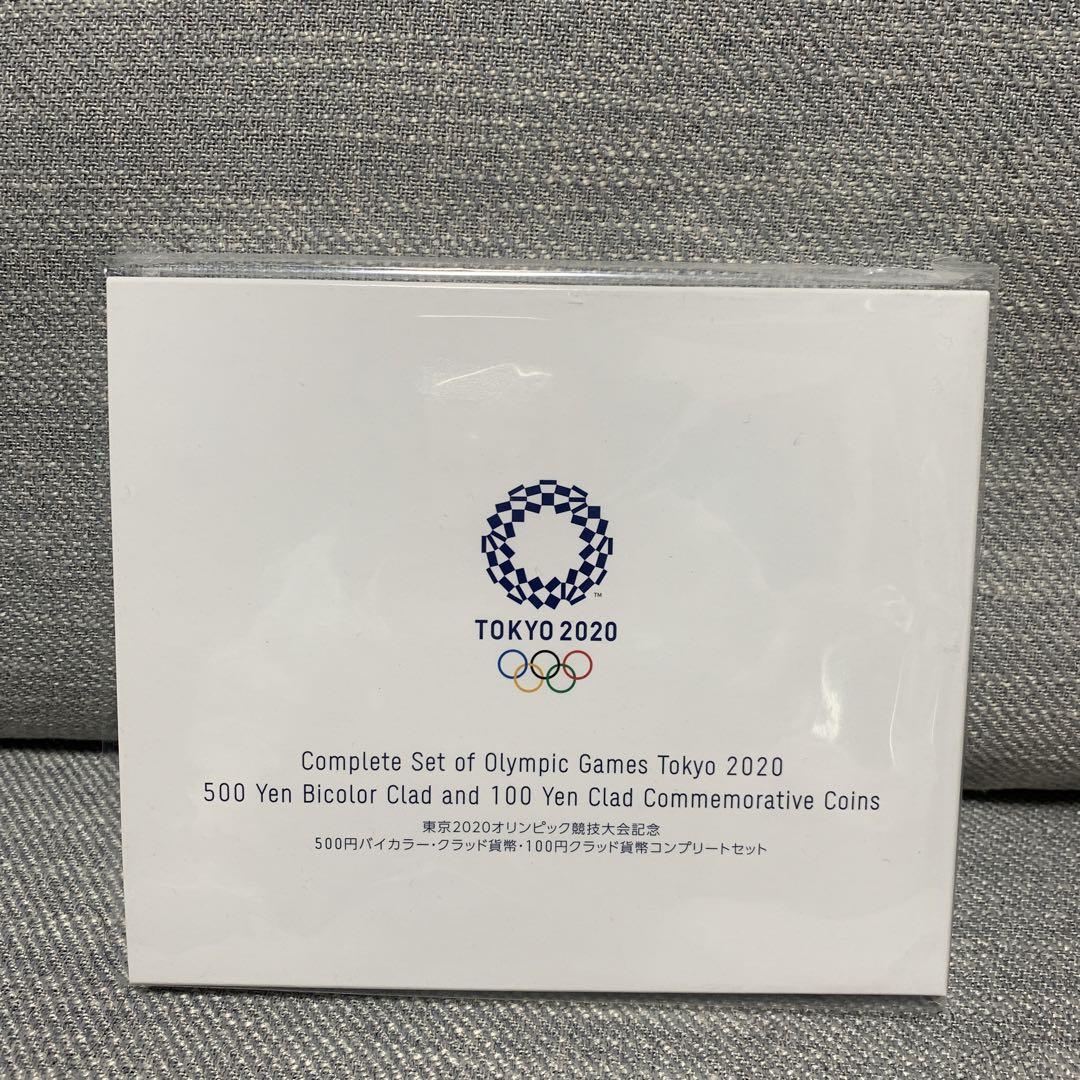 TM
TOKYO 2020
Complete Set of Olympic Games Tokyo 2020
500 Yen Bicolor Clad and 100 Yen Clad Commemorative Coins
東京2020オリンピック競技大会記念
500円バイカラー・クラッド貨幣・100円クラッド貨幣コンプリートセット